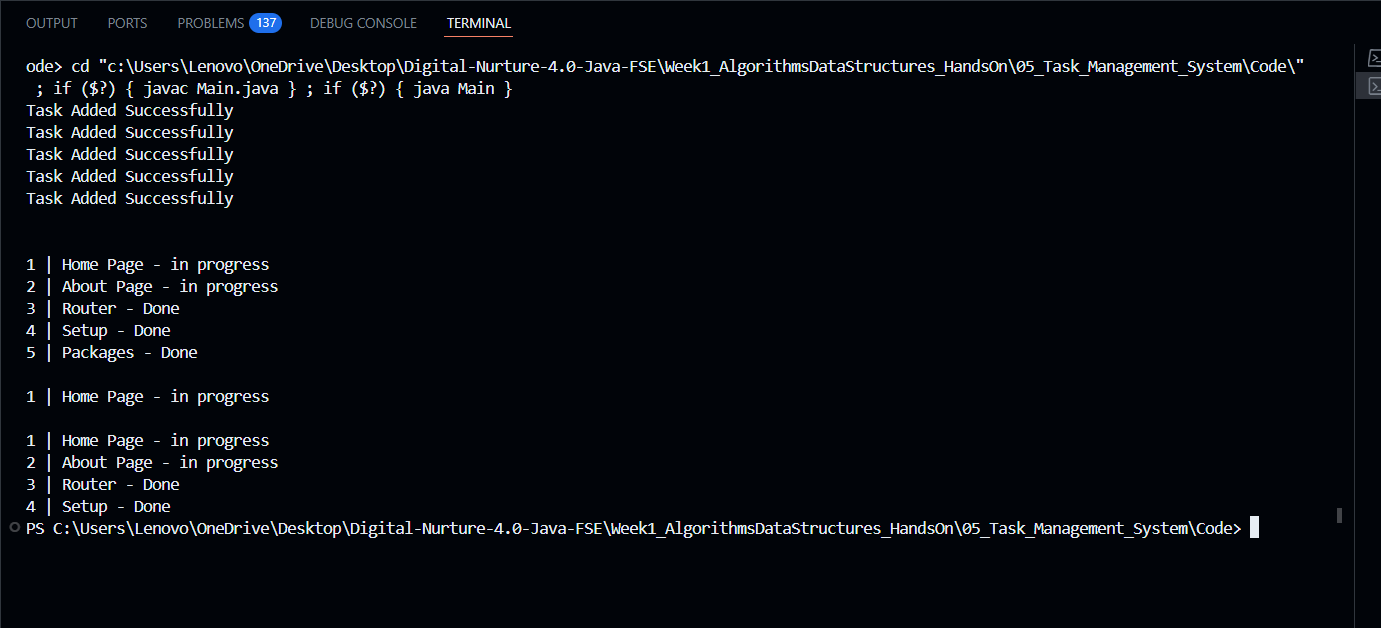 OUTPUT PORTS PROBLEMS 137 DEBUG CONSOLE TERMINAL
ode> cd "c:\Users\Lenovo\OneDrive\Desktop\Digital-Nurture-4.0-Java-FSE\Week1_AlgorithmsDataStructures_HandsOn\05_Task_Management_System\Code\"
 ; if ($?) { javac Main.java } ; if ($?) { java Main }
Task Added Successfully
Task Added Successfully
Task Added Successfully
Task Added Successfully
Task Added Successfully
1 | Home Page - in progress
2 | About Page - in progress
3 | Router - Done
4 | Setup - Done
5 | Packages - Done
1 | Home Page - in progress
1 | Home Page - in progress
2 | About Page - in progress
3 | Router - Done
4 | Setup - Done
PS C:\Users\Lenovo\OneDrive\Desktop\Digital-Nurture-4.0-Java-FSE\Week1_AlgorithmsDataStructures_HandsOn\05_Task_Management_System\Code>